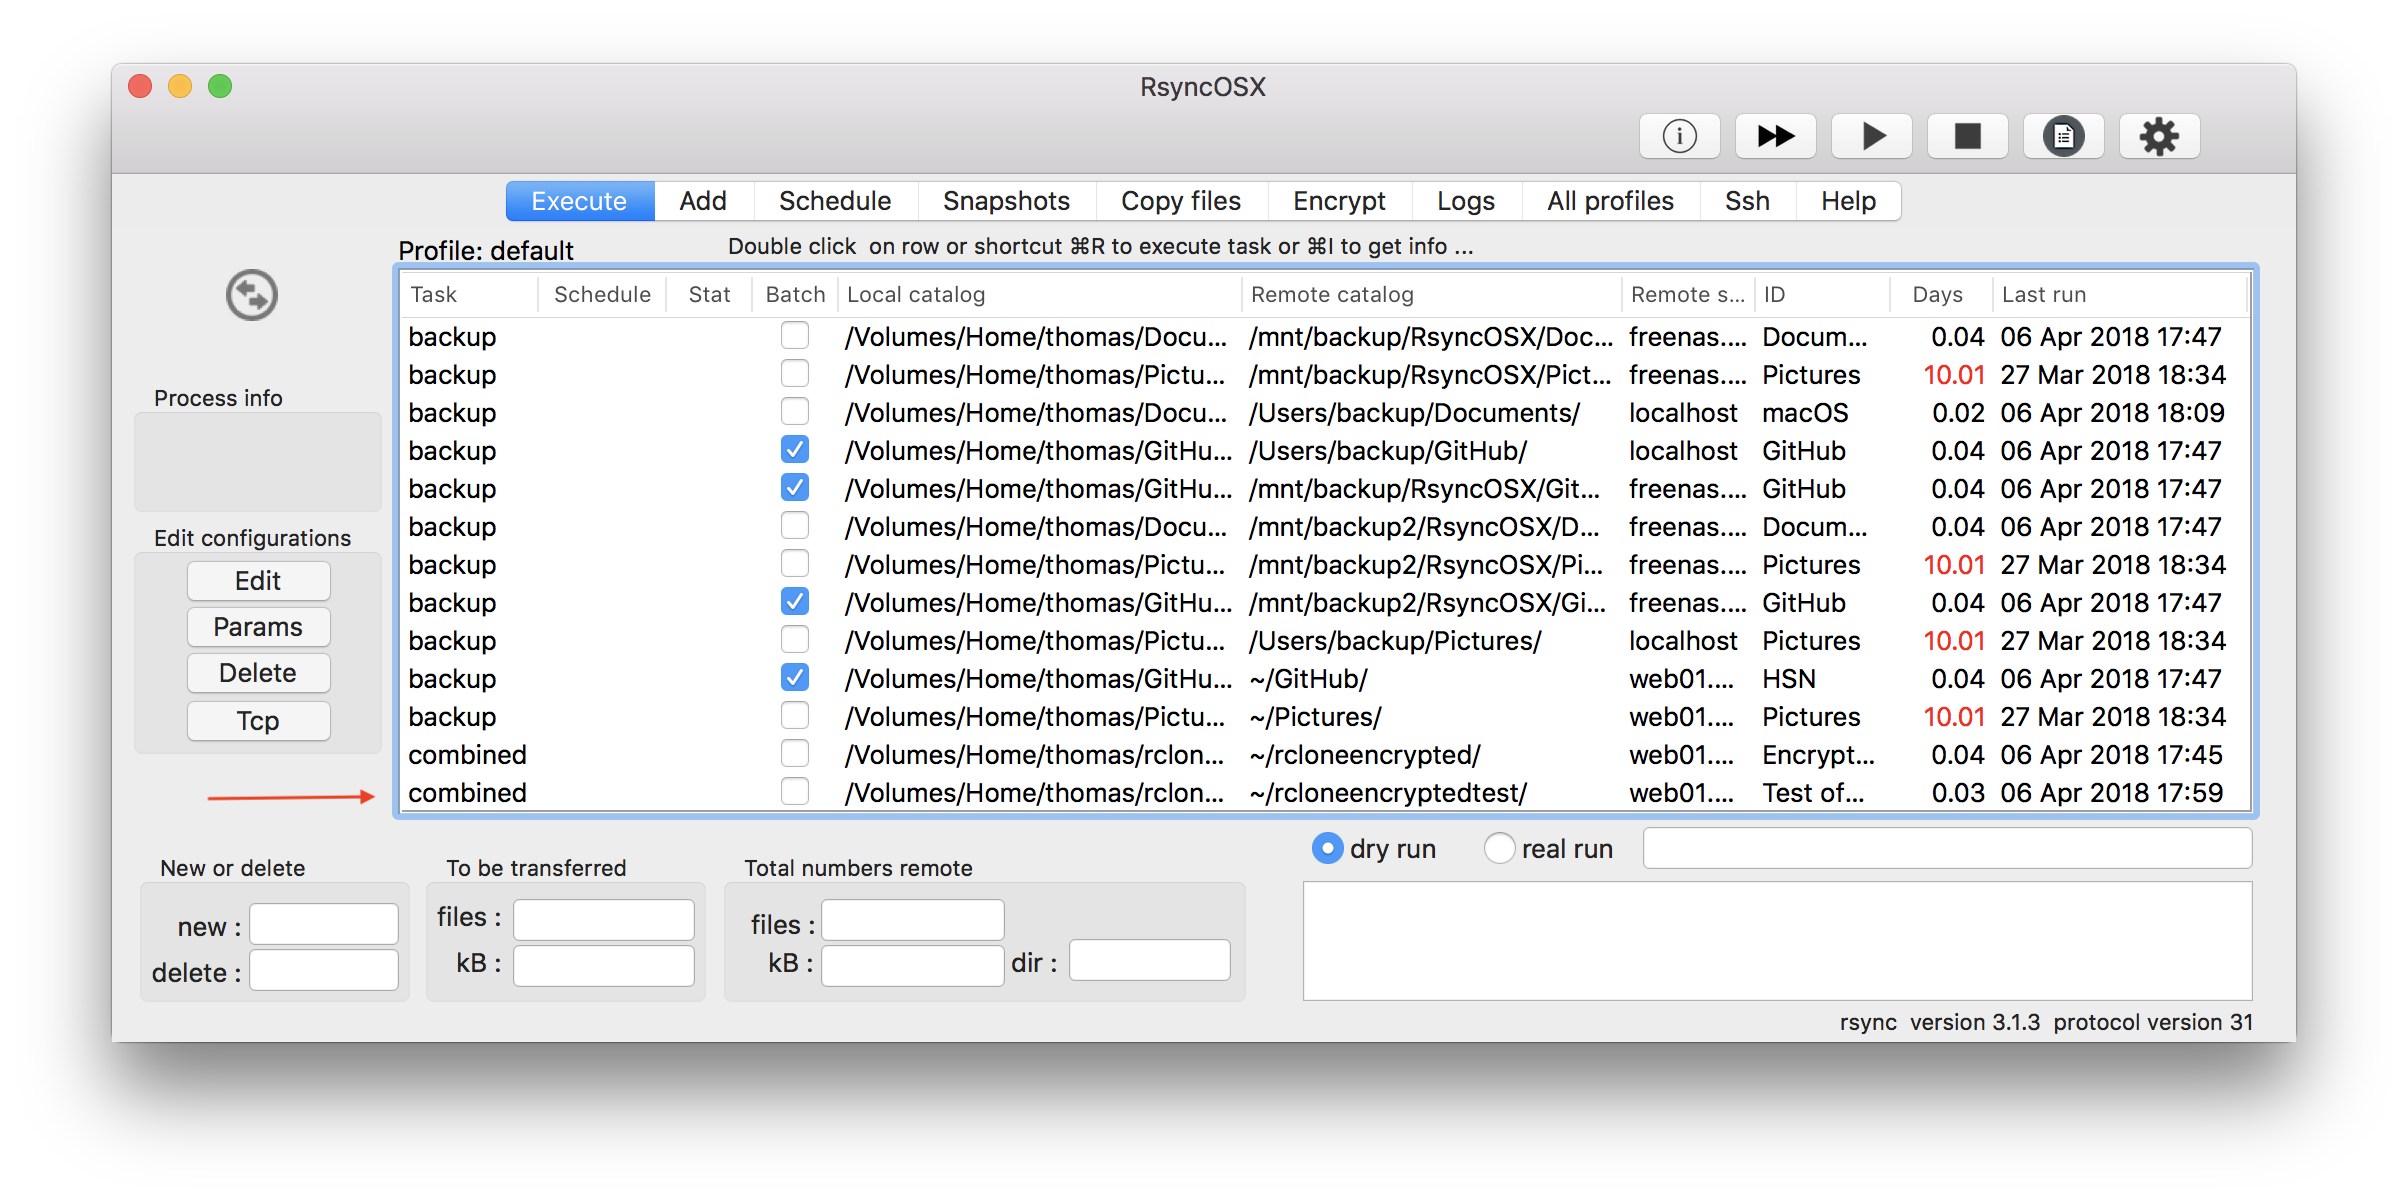 RsyncOSX
Execute Add Schedule Snapshots Copy files Encrypt Logs All profiles Ssh Help
Profile: default Double click on row or shortcut ⌘R to execute task or ⌘I to get info ...
Task Schedule Stat Batch Local catalog Remote catalog Remote s... ID Days Last run
backup /Volumes/Home/thomas/Docu... /mnt/backup/RsyncOSX/Doc... freenas.... Docum... 0.04 06 Apr 2018 17:47
backup /Volumes/Home/thomas/Pictu... /mnt/backup/RsyncOSX/Pict... freenas.... Pictures 10.01 27 Mar 2018 18:34
backup /Volumes/Home/thomas/Docu... /Users/backup/Documents/ localhost macOS 0.02 06 Apr 2018 18:09
backup /Volumes/Home/thomas/GitHu... /Users/backup/GitHub/ localhost GitHub 0.04 06 Apr 2018 17:47
backup /Volumes/Home/thomas/GitHu... /mnt/backup/RsyncOSX/Git... freenas.... GitHub 0.04 06 Apr 2018 17:47
backup /Volumes/Home/thomas/Docu... /mnt/backup2/RsyncOSX/D... freenas.... Docum... 0.04 06 Apr 2018 17:47
backup /Volumes/Home/thomas/Pictu... /mnt/backup2/RsyncOSX/Pi... freenas.... Pictures 10.01 27 Mar 2018 18:34
backup /Volumes/Home/thomas/GitHu... /mnt/backup2/RsyncOSX/Gi... freenas.... GitHub 0.04 06 Apr 2018 17:47
backup /Volumes/Home/thomas/Pictu... /Users/backup/Pictures/ localhost Pictures 10.01 27 Mar 2018 18:34
backup /Volumes/Home/thomas/GitHu... ~/GitHub/ web01.... HSN 0.04 06 Apr 2018 17:47
backup /Volumes/Home/thomas/Pictu... ~/Pictures/ web01.... Pictures 10.01 27 Mar 2018 18:34
combined /Volumes/Home/thomas/rclon... ~/rcloneencrypted/ web01.... Encrypt... 0.04 06 Apr 2018 17:45
combined /Volumes/Home/thomas/rclon... ~/rcloneencryptedtest/ web01.... Test of... 0.03 06 Apr 2018 17:59
Process info
Edit configurations
Edit
Params
Delete
Tcp
dry run real run
New or delete
new :
delete :
To be transferred
files :
kB :
Total numbers remote
files :
kB : dir :
rsync version 3.1.3 protocol version 31